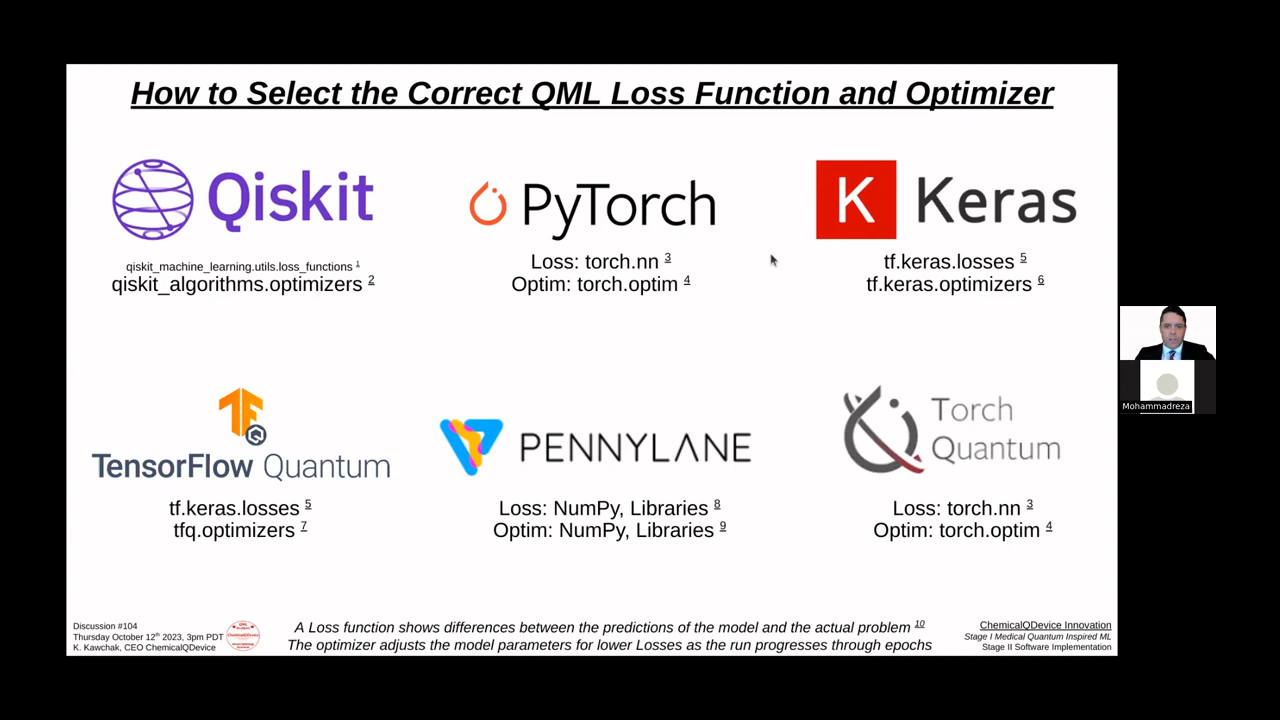 How to Select the Correct QML Loss Function and Optimizer
Qiskit
PyTorch
Keras
qiskit_machine_learning.utils.loss_functions 1
qiskit_algorithms.optimizers 2
Loss: torch.nn 3
Optim: torch.optim 4
tf.keras.losses 5
tf.keras.optimizers 6
TensorFlow Quantum
PENNYLANE
Torch
Quantum
tf.keras.losses 5
tfq.optimizers 7
Loss: NumPy, Libraries 8
Optim: NumPy, Libraries 9
Loss: torch.nn 3
Optim: torch.optim 4
Mohammadreza
Discussion #104
Thursday October 12th 2023, 3pm PDT
K. Kawchak, CEO ChemicalQDevice
A Loss function shows differences between the predictions of the model and the actual problem 10
The optimizer adjusts the model parameters for lower Losses as the run progresses through epochs
ChemicalQDevice Innovation
Stage I Medical Quantum Inspired ML
Stage II Software Implementation